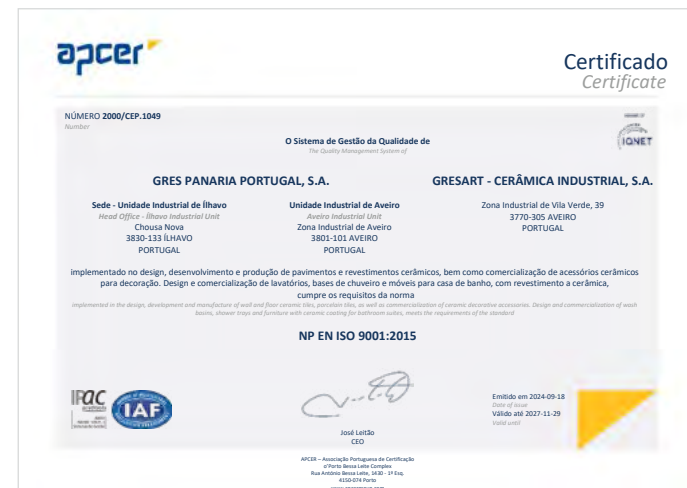 apcer
Certificado
Certificate
NÚMERO 2000/CEP.1049
Number
IQNET
O Sistema de Gestão da Qualidade de
The Quality Management System of
GRES PANARIA PORTUGAL, S.A.
GRESART - CERÂMICA INDUSTRIAL, S.A.
Sede - Unidade Industrial de Ílhavo
Head Office - Ílhavo Industrial Unit
Chousa Nova
3830-133 ÍLHAVO
PORTUGAL
Unidade Industrial de Aveiro
Aveiro Industrial Unit
Zona Industrial de Aveiro
3801-101 AVEIRO
PORTUGAL
Zona Industrial de Vila Verde, 39
3770-305 AVEIRO
PORTUGAL
implementado no design, desenvolvimento e produção de pavimentos e revestimentos cerâmicos, bem como comercialização de acessórios cerâmicos
para decoração. Design e comercialização de lavatórios, bases de chuveiro e móveis para casa de banho, com revestimento a cerâmica,
cumpre os requisitos da norma
implemented in the design, development and manufacture of wall and floor ceramic tiles, porcelain tiles, as well as commercialization of ceramic decorative accessories. Design and commercialization of wash
basins, shower trays and furniture with ceramic coating for bathroom suites, meets the requirements of the standard
NP EN ISO 9001:2015
IPAC
IAF
José Leitão
CEO
Emitido em 2024-09-18
Date of issue
Válido até 2027-11-29
Valid until
APCER – Associação Portuguesa de Certificação
o'Porto Bessa Leite Complex
Rua António Bessa Leite, 1430 - 1º Esq.
4150-074 Porto